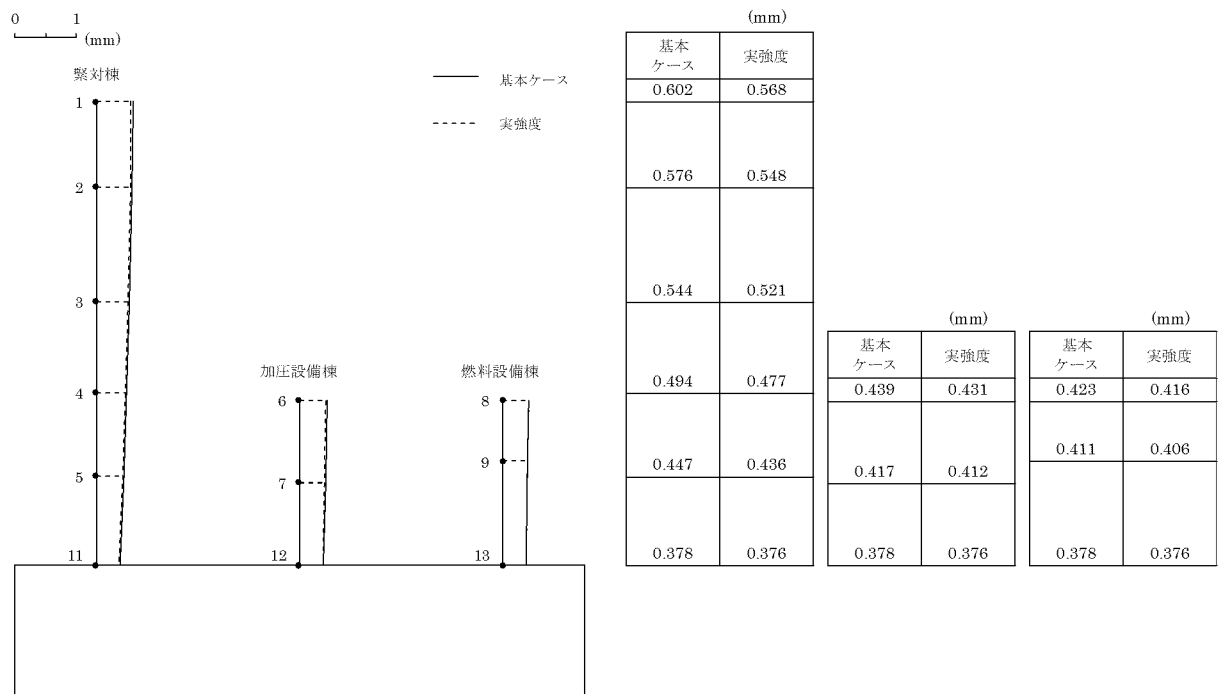 0 1
(mm)
緊対棟
基本ケース
実強度
1
2
3
4
5
11
加圧設備棟
6
7
12
燃料設備棟
8
9
13
(mm)
基本
ケース
実強度
0.602 0.568
0.576 0.548
0.544 0.521
0.494 0.477
0.447 0.436
0.378 0.376
(mm)
基本
ケース
実強度
0.439 0.431
0.417 0.412
0.378 0.376
(mm)
基本
ケース
実強度
0.423 0.416
0.411 0.406
0.378 0.376